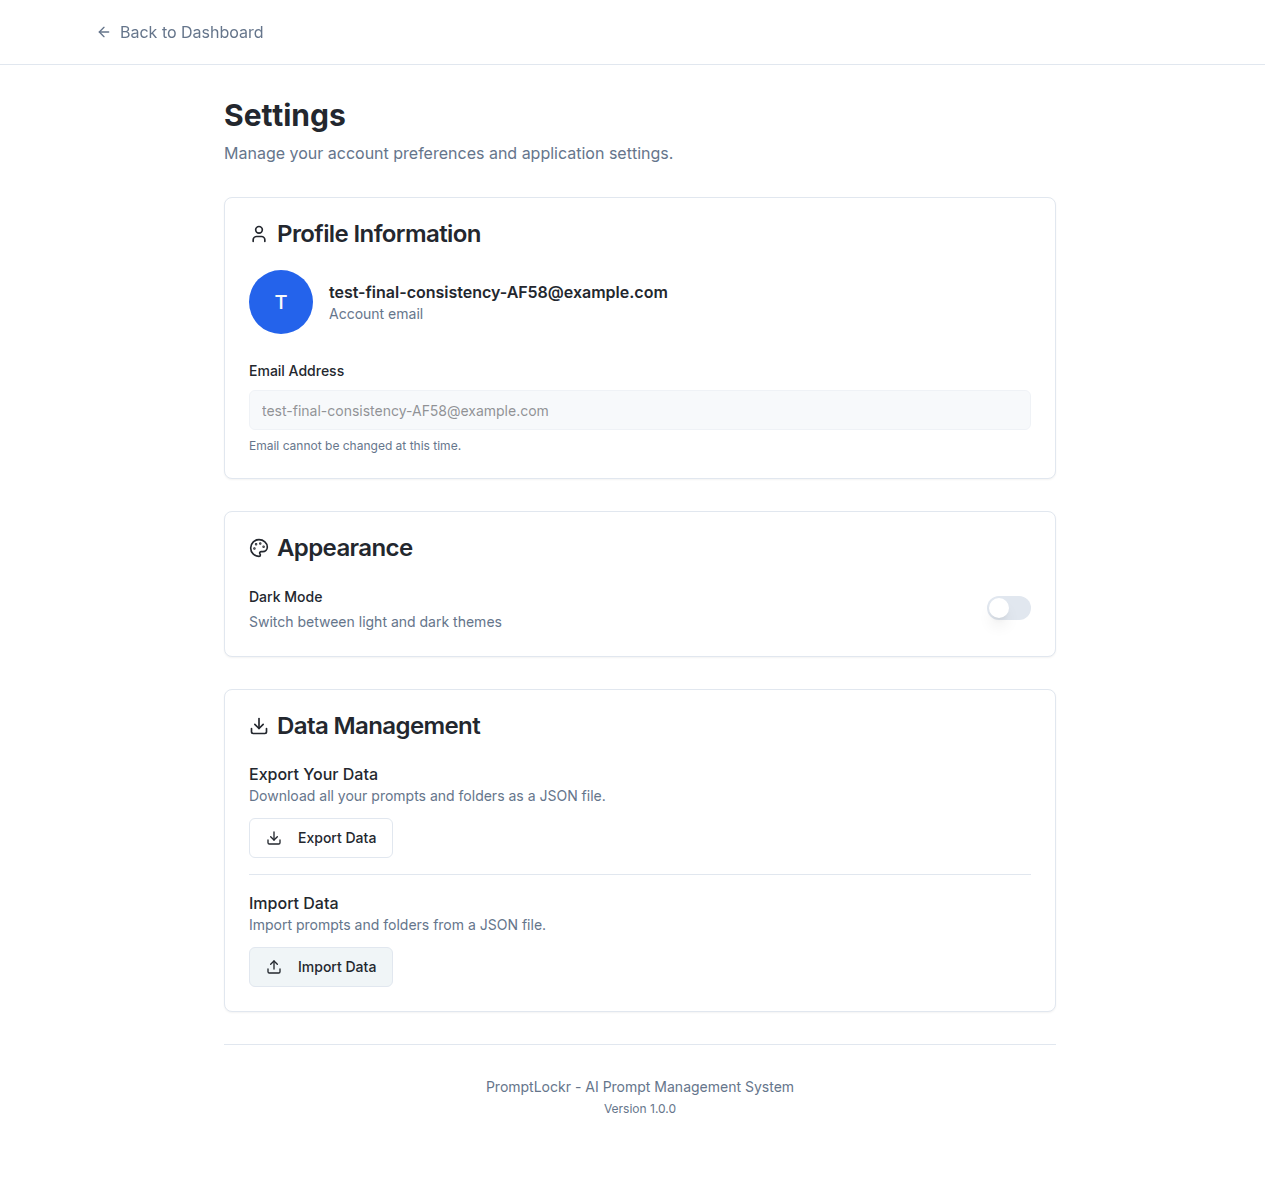 Back to Dashboard
Settings
Manage your account preferences and application settings.
Profile Information
T
test-final-consistency-AF58@example.com
Account email
Email Address
test-final-consistency-AF58@example.com
Email cannot be changed at this time.
Appearance
Dark Mode
Switch between light and dark themes
Data Management
Export Your Data
Download all your prompts and folders as a JSON file.
Export Data
Import Data
Import prompts and folders from a JSON file.
Import Data
PromptLockr - AI Prompt Management System
Version 1.0.0